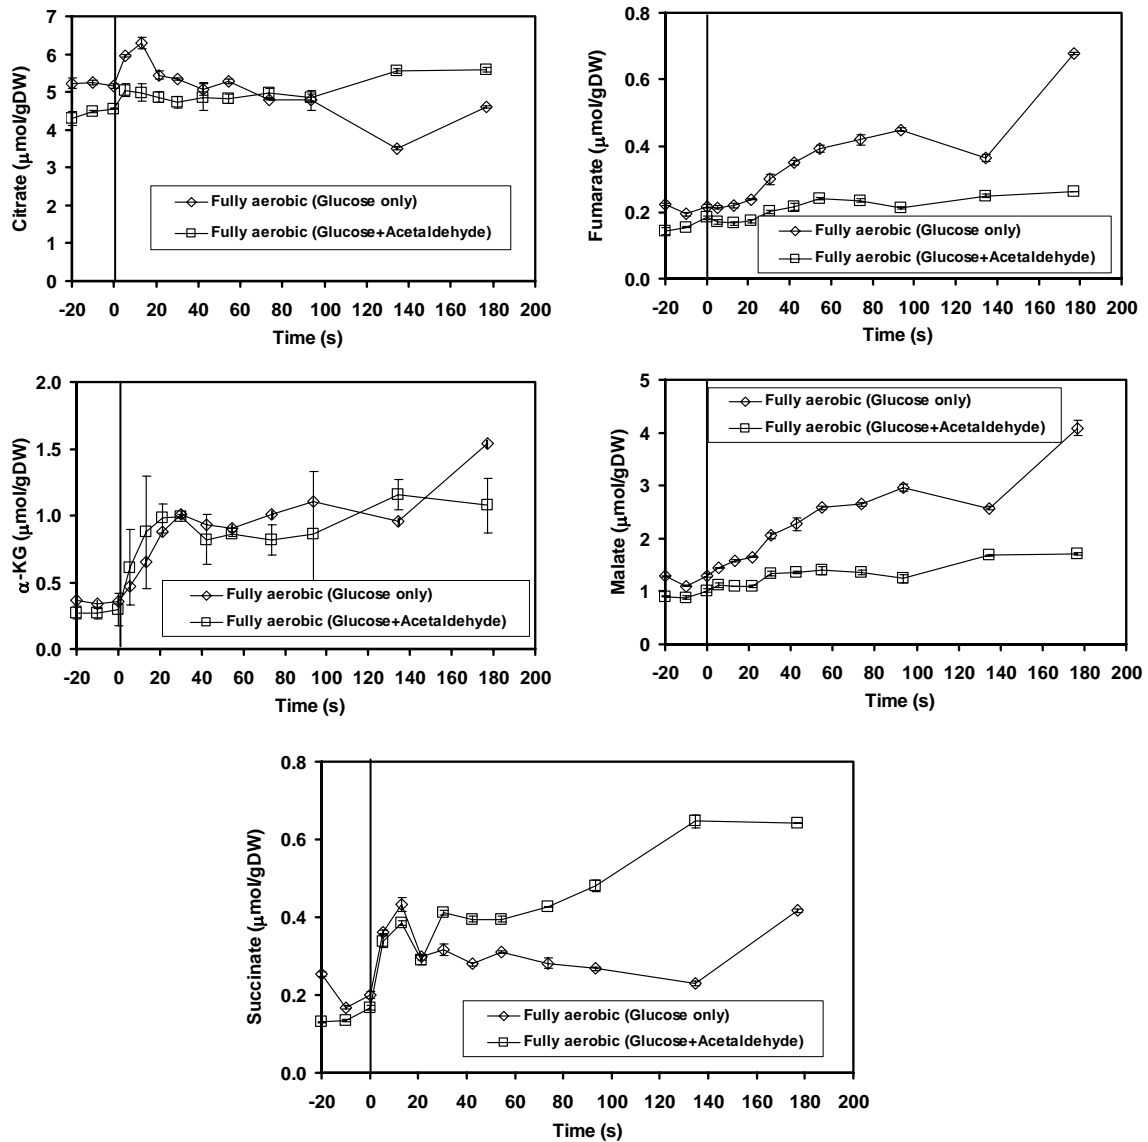 7
6
5
4
3
2
1
0
Citrate (μmol/gDW)
Fully aerobic (Glucose only)
Fully aerobic (Glucose+Acetaldehyde)
-20 0 20 40 60 80 100 120 140 160 180 200
Time (s)
0.8
0.6
0.4
0.2
0.0
Fumarate (μmol/gDW)
Fully aerobic (Glucose only)
Fully aerobic (Glucose+Acetaldehyde)
-20 0 20 40 60 80 100 120 140 160 180 200
Time (s)
2.0
1.5
1.0
0.5
0.0
α-KG (μmol/gDW)
Fully aerobic (Glucose only)
Fully aerobic (Glucose+Acetaldehyde)
-20 0 20 40 60 80 100 120 140 160 180 200
Time (s)
5
4
3
2
1
0
Malate (μmol/gDW)
Fully aerobic (Glucose only)
Fully aerobic (Glucose+Acetaldehyde)
-20 0 20 40 60 80 100 120 140 160 180 200
Time (s)
0.8
0.6
0.4
0.2
0.0
Succinate (μmol/gDW)
Fully aerobic (Glucose only)
Fully aerobic (Glucose+Acetaldehyde)
-20 0 20 40 60 80 100 120 140 160 180 200
Time (s)